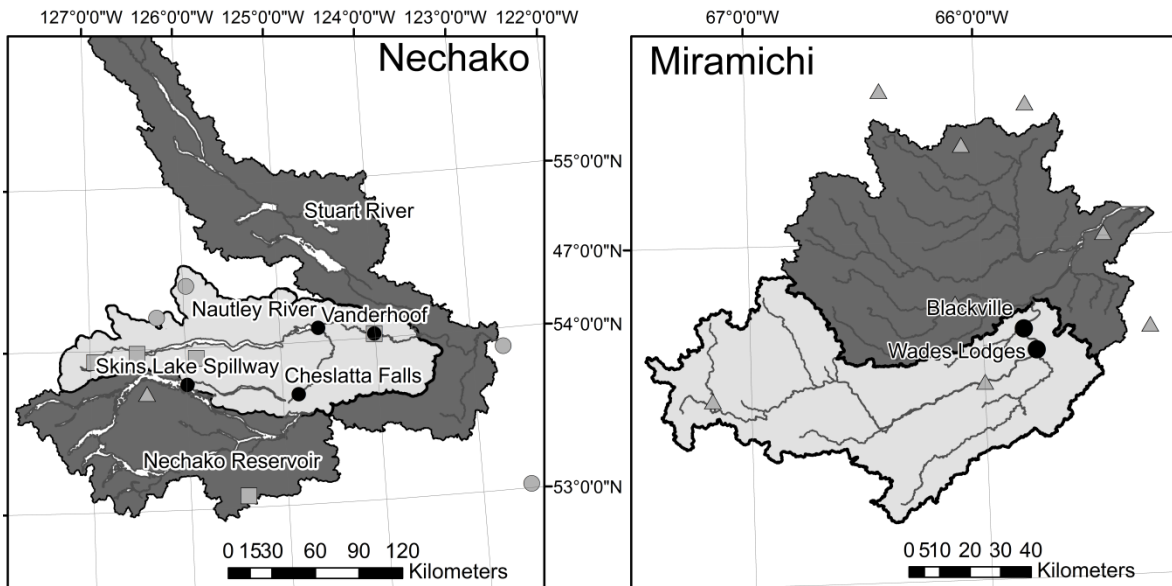 127°0'0"W 126°0'0"W 125°0'0"W 124°0'0"W 123°0'0"W 122°0'0"W
67°0'0"W 66°0'0"W
Nechako
Miramichi
55°0'0"N
Stuart River
47°0'0"N
Nautley River
Vanderhoof
54°0'0"N
Skins Lake Spillway
Cheslatta Falls
Nechako Reservoir
53°0'0"N
0 15 30 60 90 120
Kilometers
Blackville
Wades Lodges
0 5 10 20 30 40
Kilometers